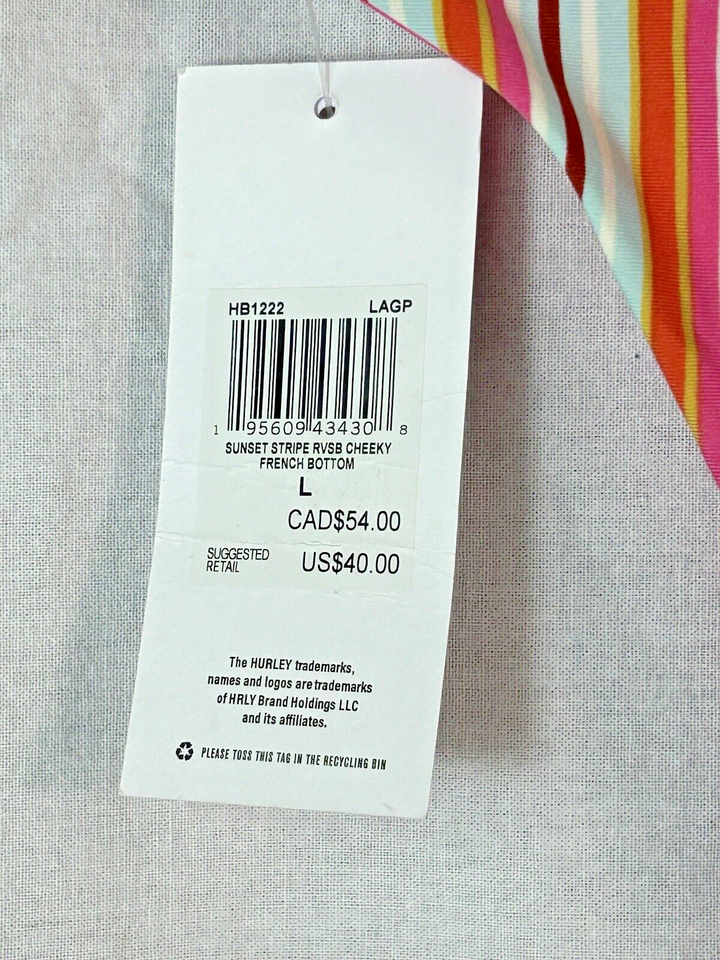 HB1222 LAGP
1 95609 43430 8
SUNSET STRIPE RVSB CHEEKY
FRENCH BOTTOM
L
CAD$54.00
SUGGESTED
RETAIL US$40.00
The HURLEY trademarks,
names and logos are trademarks
of HRLY Brand Holdings LLC
and its affiliates.
PLEASE TOSS THIS TAG IN THE RECYCLING BIN